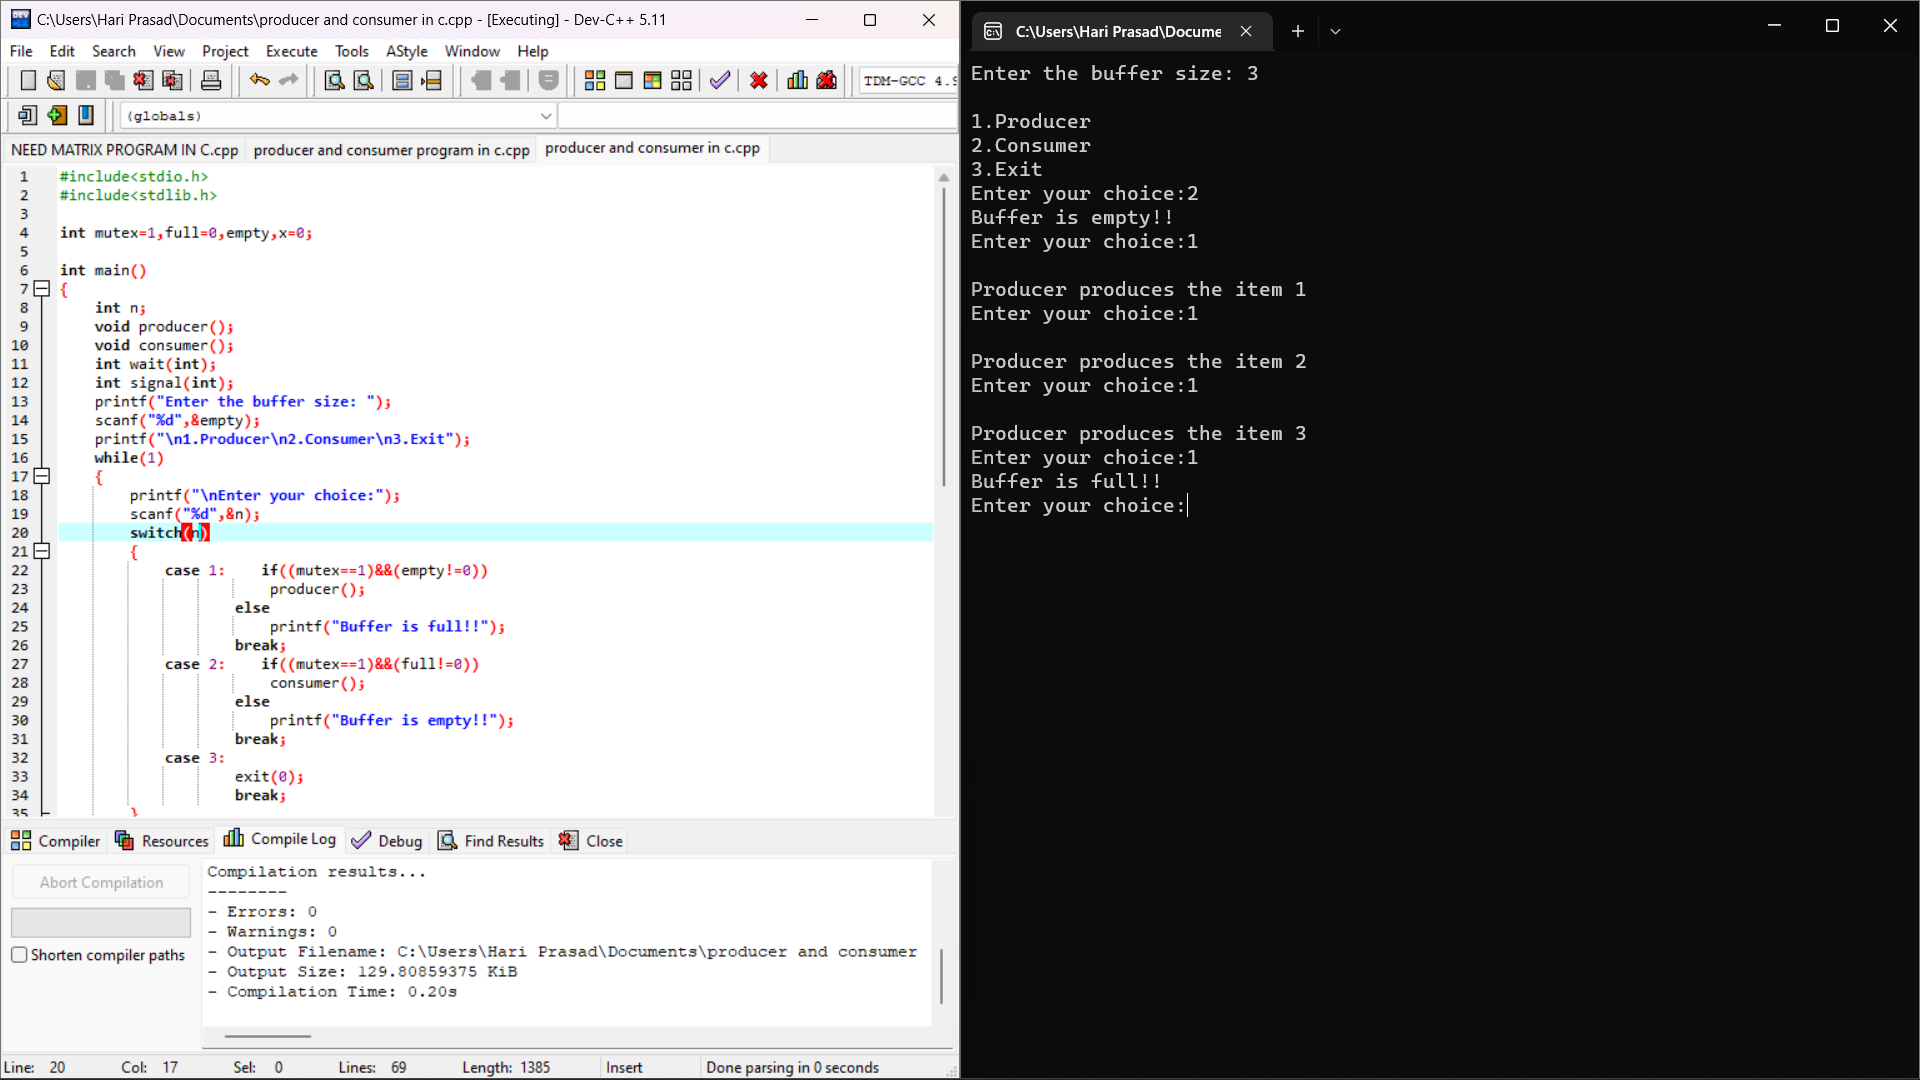 C:\Users\Hari Prasad\Documents\producer and consumer in c.cpp - [Executing] - Dev-C++ 5.11
File Edit Search View Project Execute Tools AStyle Window Help
TDM-GCC 4.9
(globals)
NEED MATRIX PROGRAM IN C.cpp producer and consumer program in c.cpp producer and consumer in c.cpp
1 #include<stdio.h>
2 #include<stdlib.h>
3
4 int mutex=1,full=0,empty,x=0;
5
6 int main()
7 {
8 int n;
9 void producer();
10 void consumer();
11 int wait(int);
12 int signal(int);
13 printf("Enter the buffer size: ");
14 scanf("%d",&empty);
15 printf("\n1.Producer\n2.Consumer\n3.Exit");
16 while(1)
17 {
18 printf("\nEnter your choice:");
19 scanf("%d",&n);
20 switch(n)
21 {
22 case 1: if((mutex==1)&&(empty!=0))
23 producer();
24 else
25 printf("Buffer is full!!");
26 break;
27 case 2: if((mutex==1)&&(full!=0))
28 consumer();
29 else
30 printf("Buffer is empty!!");
31 break;
32 case 3:
33 exit(0);
34 break;
35 }
Compiler Resources Compile Log Debug Find Results Close
Abort Compilation
Shorten compiler paths
Compilation results...
--------
- Errors: 0
- Warnings: 0
- Output Filename: C:\Users\Hari Prasad\Documents\producer and consumer
- Output Size: 129.80859375 KiB
- Compilation Time: 0.20s
Line: 20 Col: 17 Sel: 0 Lines: 69 Length: 1385 Insert Done parsing in 0 seconds
C:\Users\Hari Prasad\Docume
Enter the buffer size: 3
1.Producer
2.Consumer
3.Exit
Enter your choice:2
Buffer is empty!!
Enter your choice:1
Producer produces the item 1
Enter your choice:1
Producer produces the item 2
Enter your choice:1
Producer produces the item 3
Enter your choice:1
Buffer is full!!
Enter your choice: